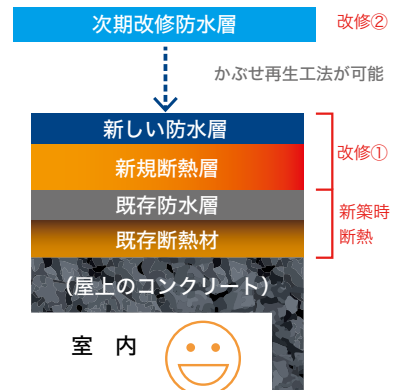 次期改修防水層
改修②
かぶせ再生工法が可能
新しい防水層
新規断熱層
改修①
既存防水層
既存断熱材
新築時
断熱
（屋上のコンクリート）
室 内